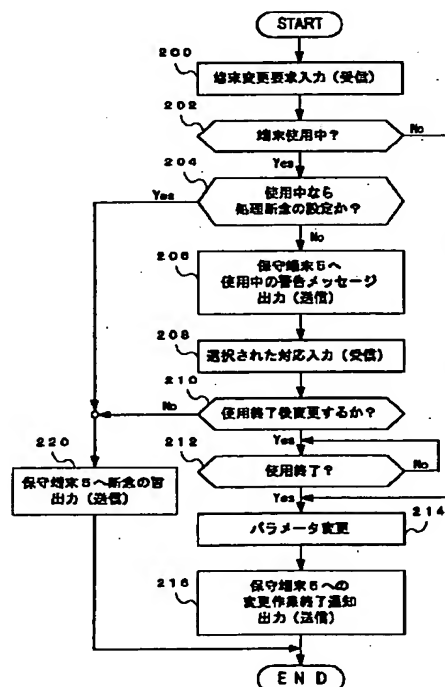 START
200
端末変更要求入力(受信)
202
端末使用中?
No
Yes
204
Yes
使用中なら
処理断念の設定か?
No
206
保守端末5へ
使用中の警告メッセージ
出力(送信)
208
選択された対応入力(受信)
210
No
使用終了後変更するか?
Yes
212
使用終了?
No
220
保守端末5へ断念の旨
出力(送信)
Yes
214
パラメータ変更
216
保守端末5への
変更作業終了通知
出力(送信)
END